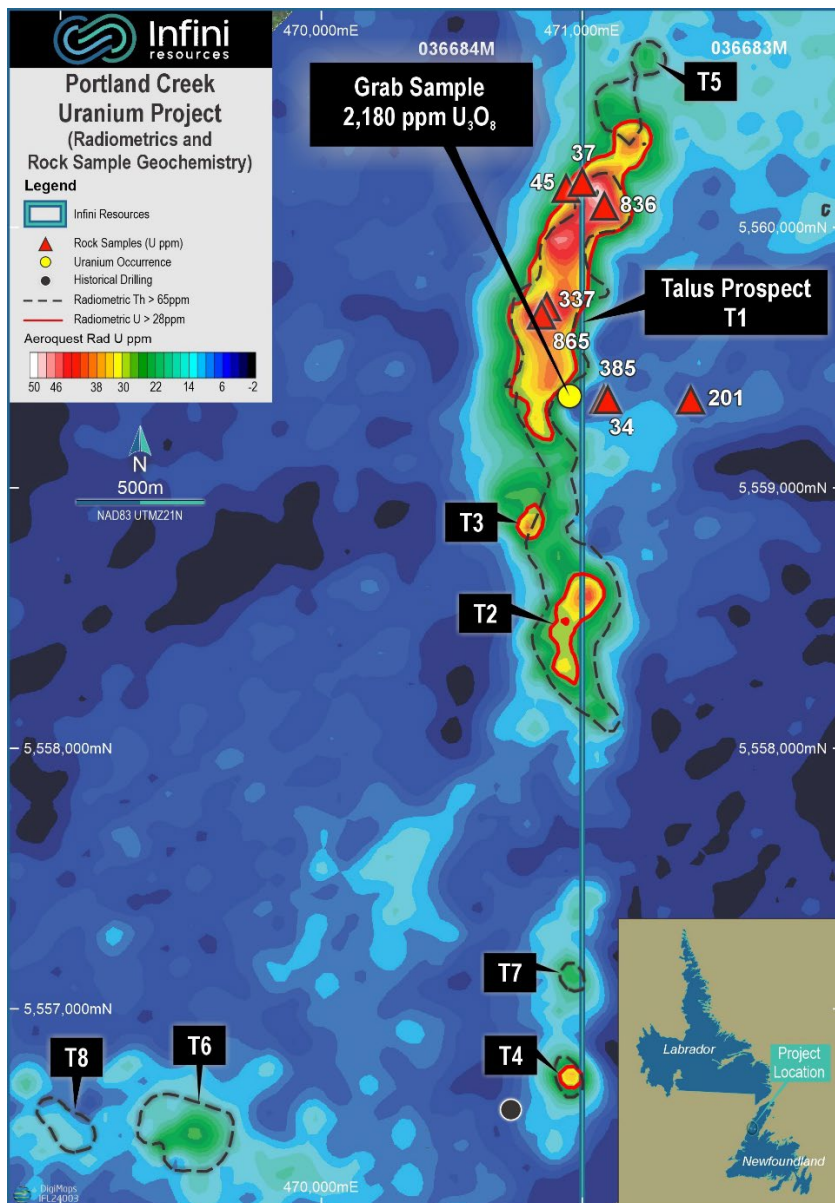 Infini
resources
Portland Creek
Uranium Project
(Radiometrics and
Rock Sample Geochemistry)
Legend
Infini Resources
Rock Samples (U ppm)
Uranium Occurrence
Historical Drilling
Radiometric Th > 65ppm
Radiometric U > 28ppm
Aeroquest Rad U ppm
50 46 38 30 22 14 6 -2
N
500m
NAD83 UTMZ21N
470,000mE
471,000mE
036684M
036683M
Grab Sample
2,180 ppm U₃O₈
T5
37
45
836
5,560,000mN
337
Talus Prospect
T1
865
385
201
34
5,559,000mN
T3
T2
5,558,000mN
5,558,000mN
T7
5,557,000mN
T4
T8
T6
Labrador
Project
Location
Newfoundland
470,000mE
DigiMaps
IFL24003